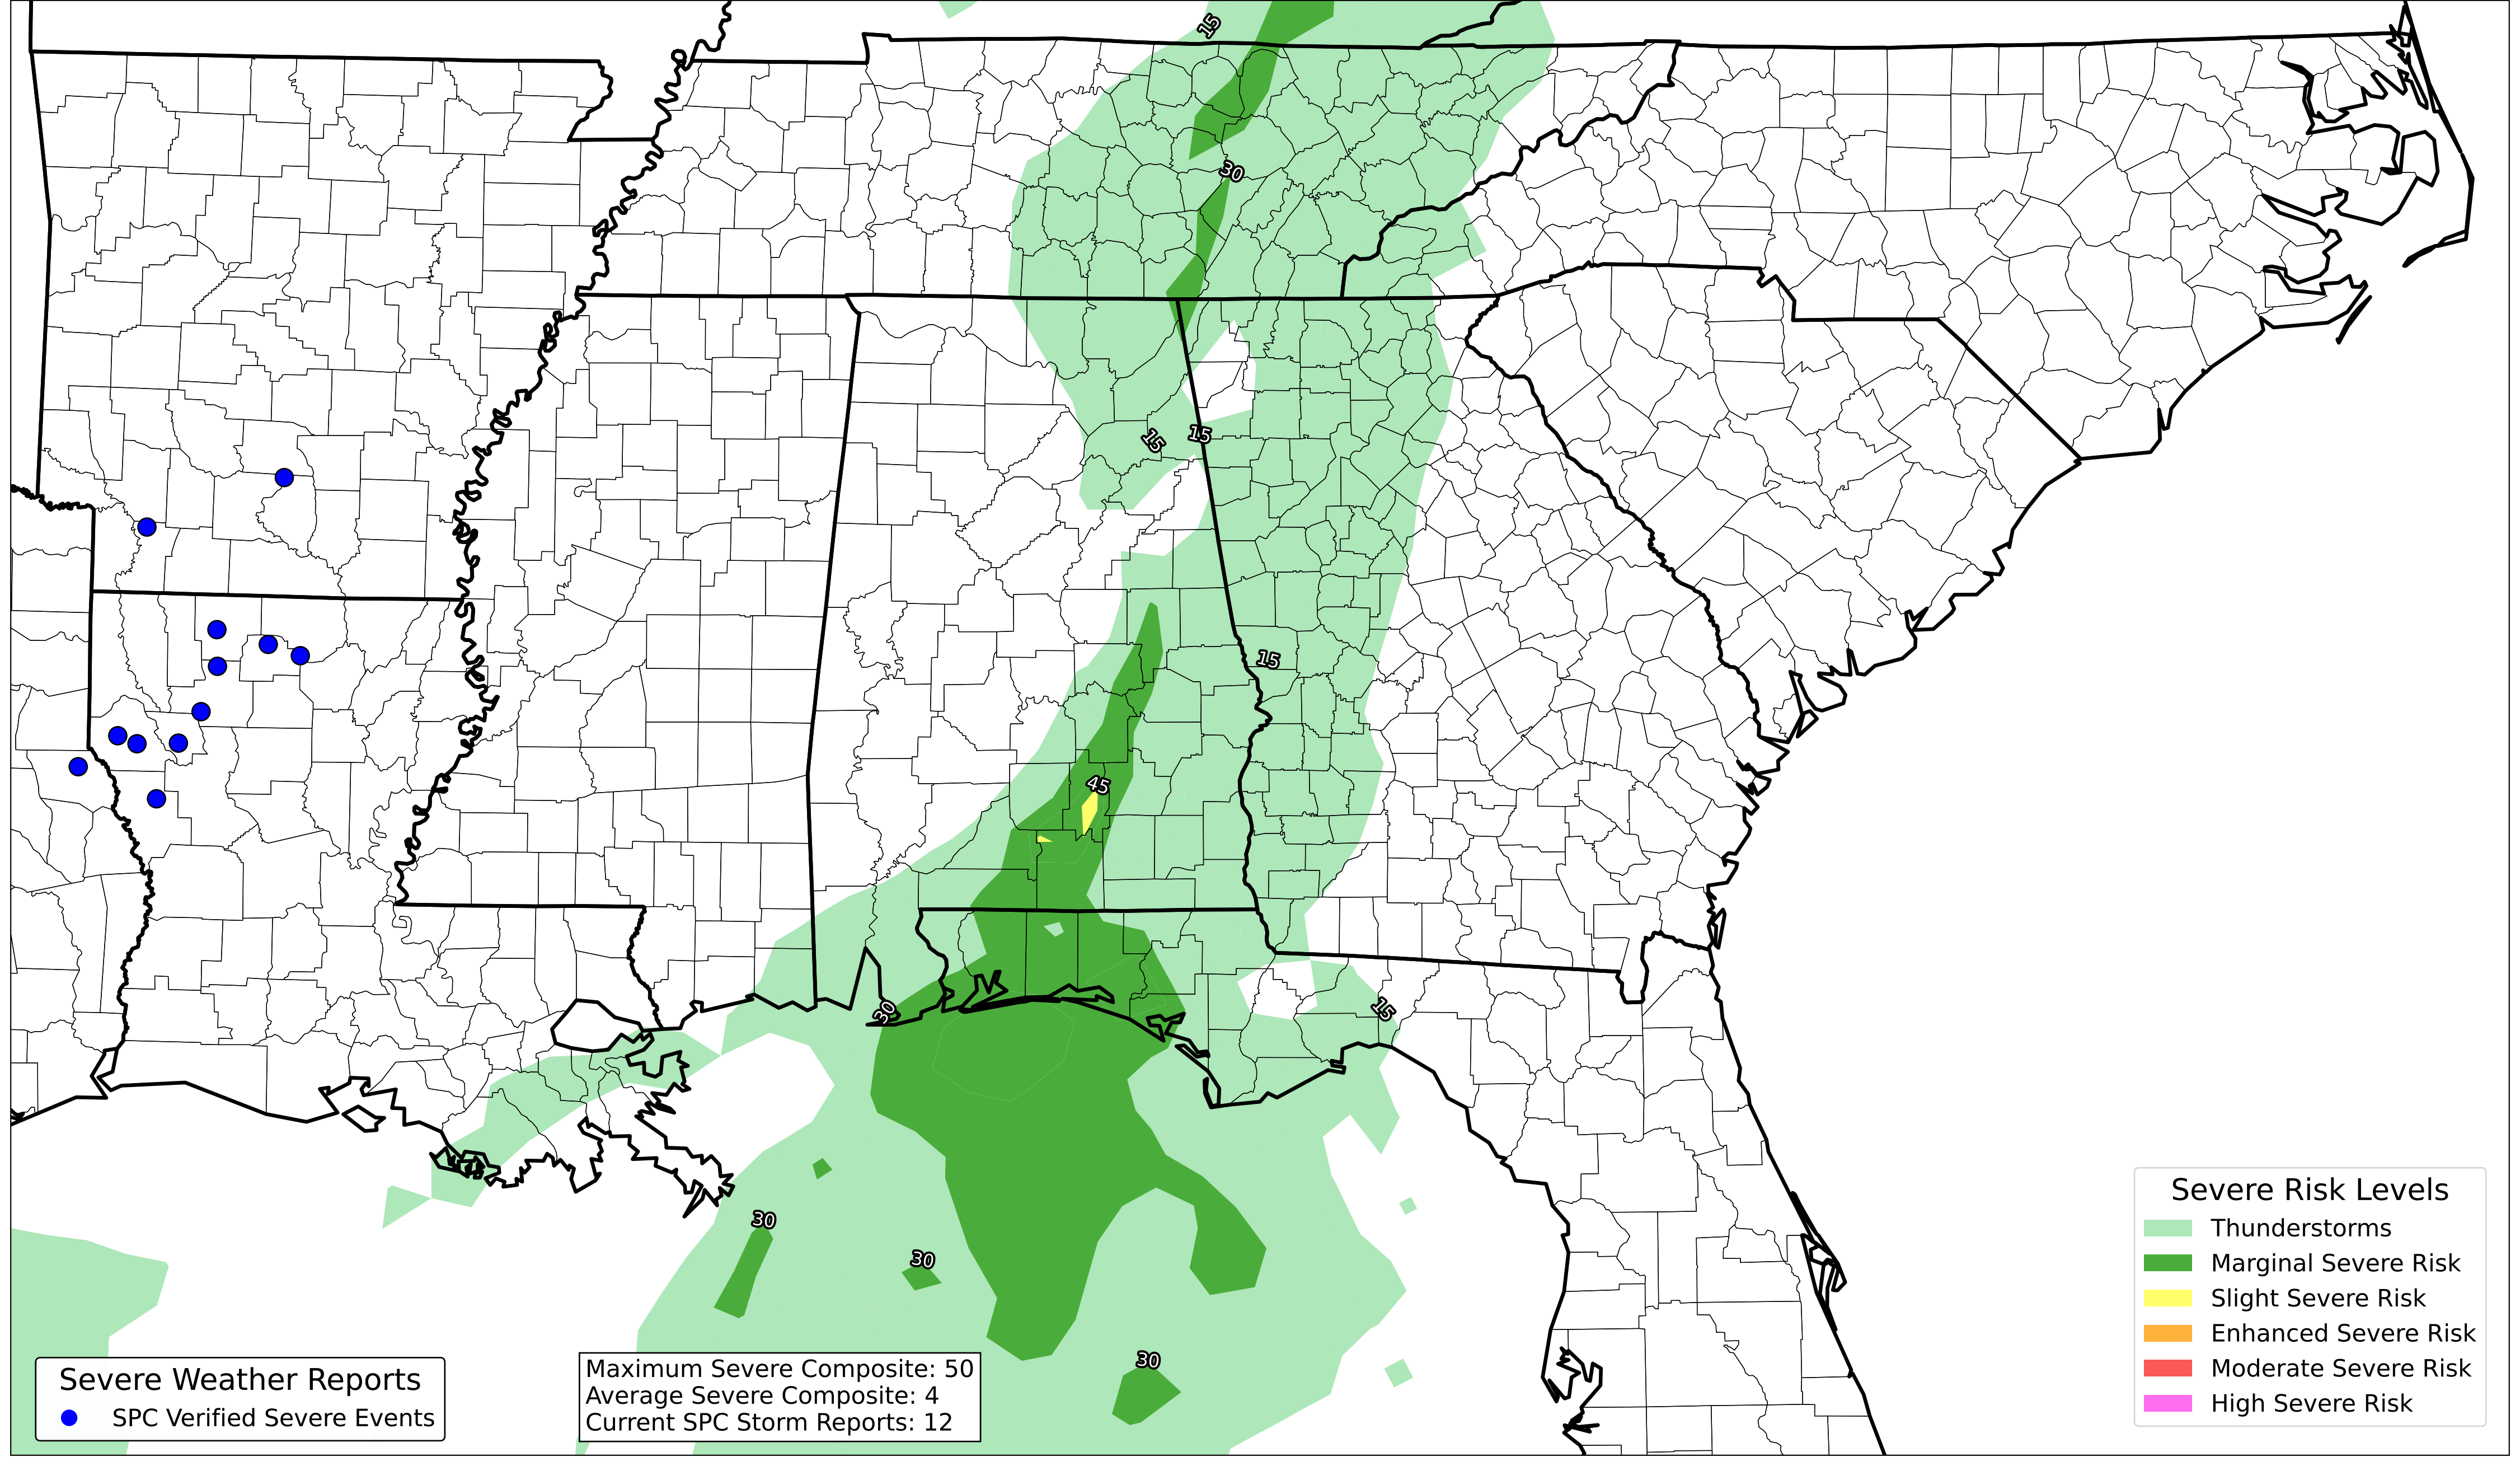 15
30
15
15
15
45
30
15
30
30
30
Severe Risk Levels
Thunderstorms
Marginal Severe Risk
Slight Severe Risk
Enhanced Severe Risk
Moderate Severe Risk
High Severe Risk
Severe Weather Reports
SPC Verified Severe Events
Maximum Severe Composite: 50
Average Severe Composite: 4
Current SPC Storm Reports: 12